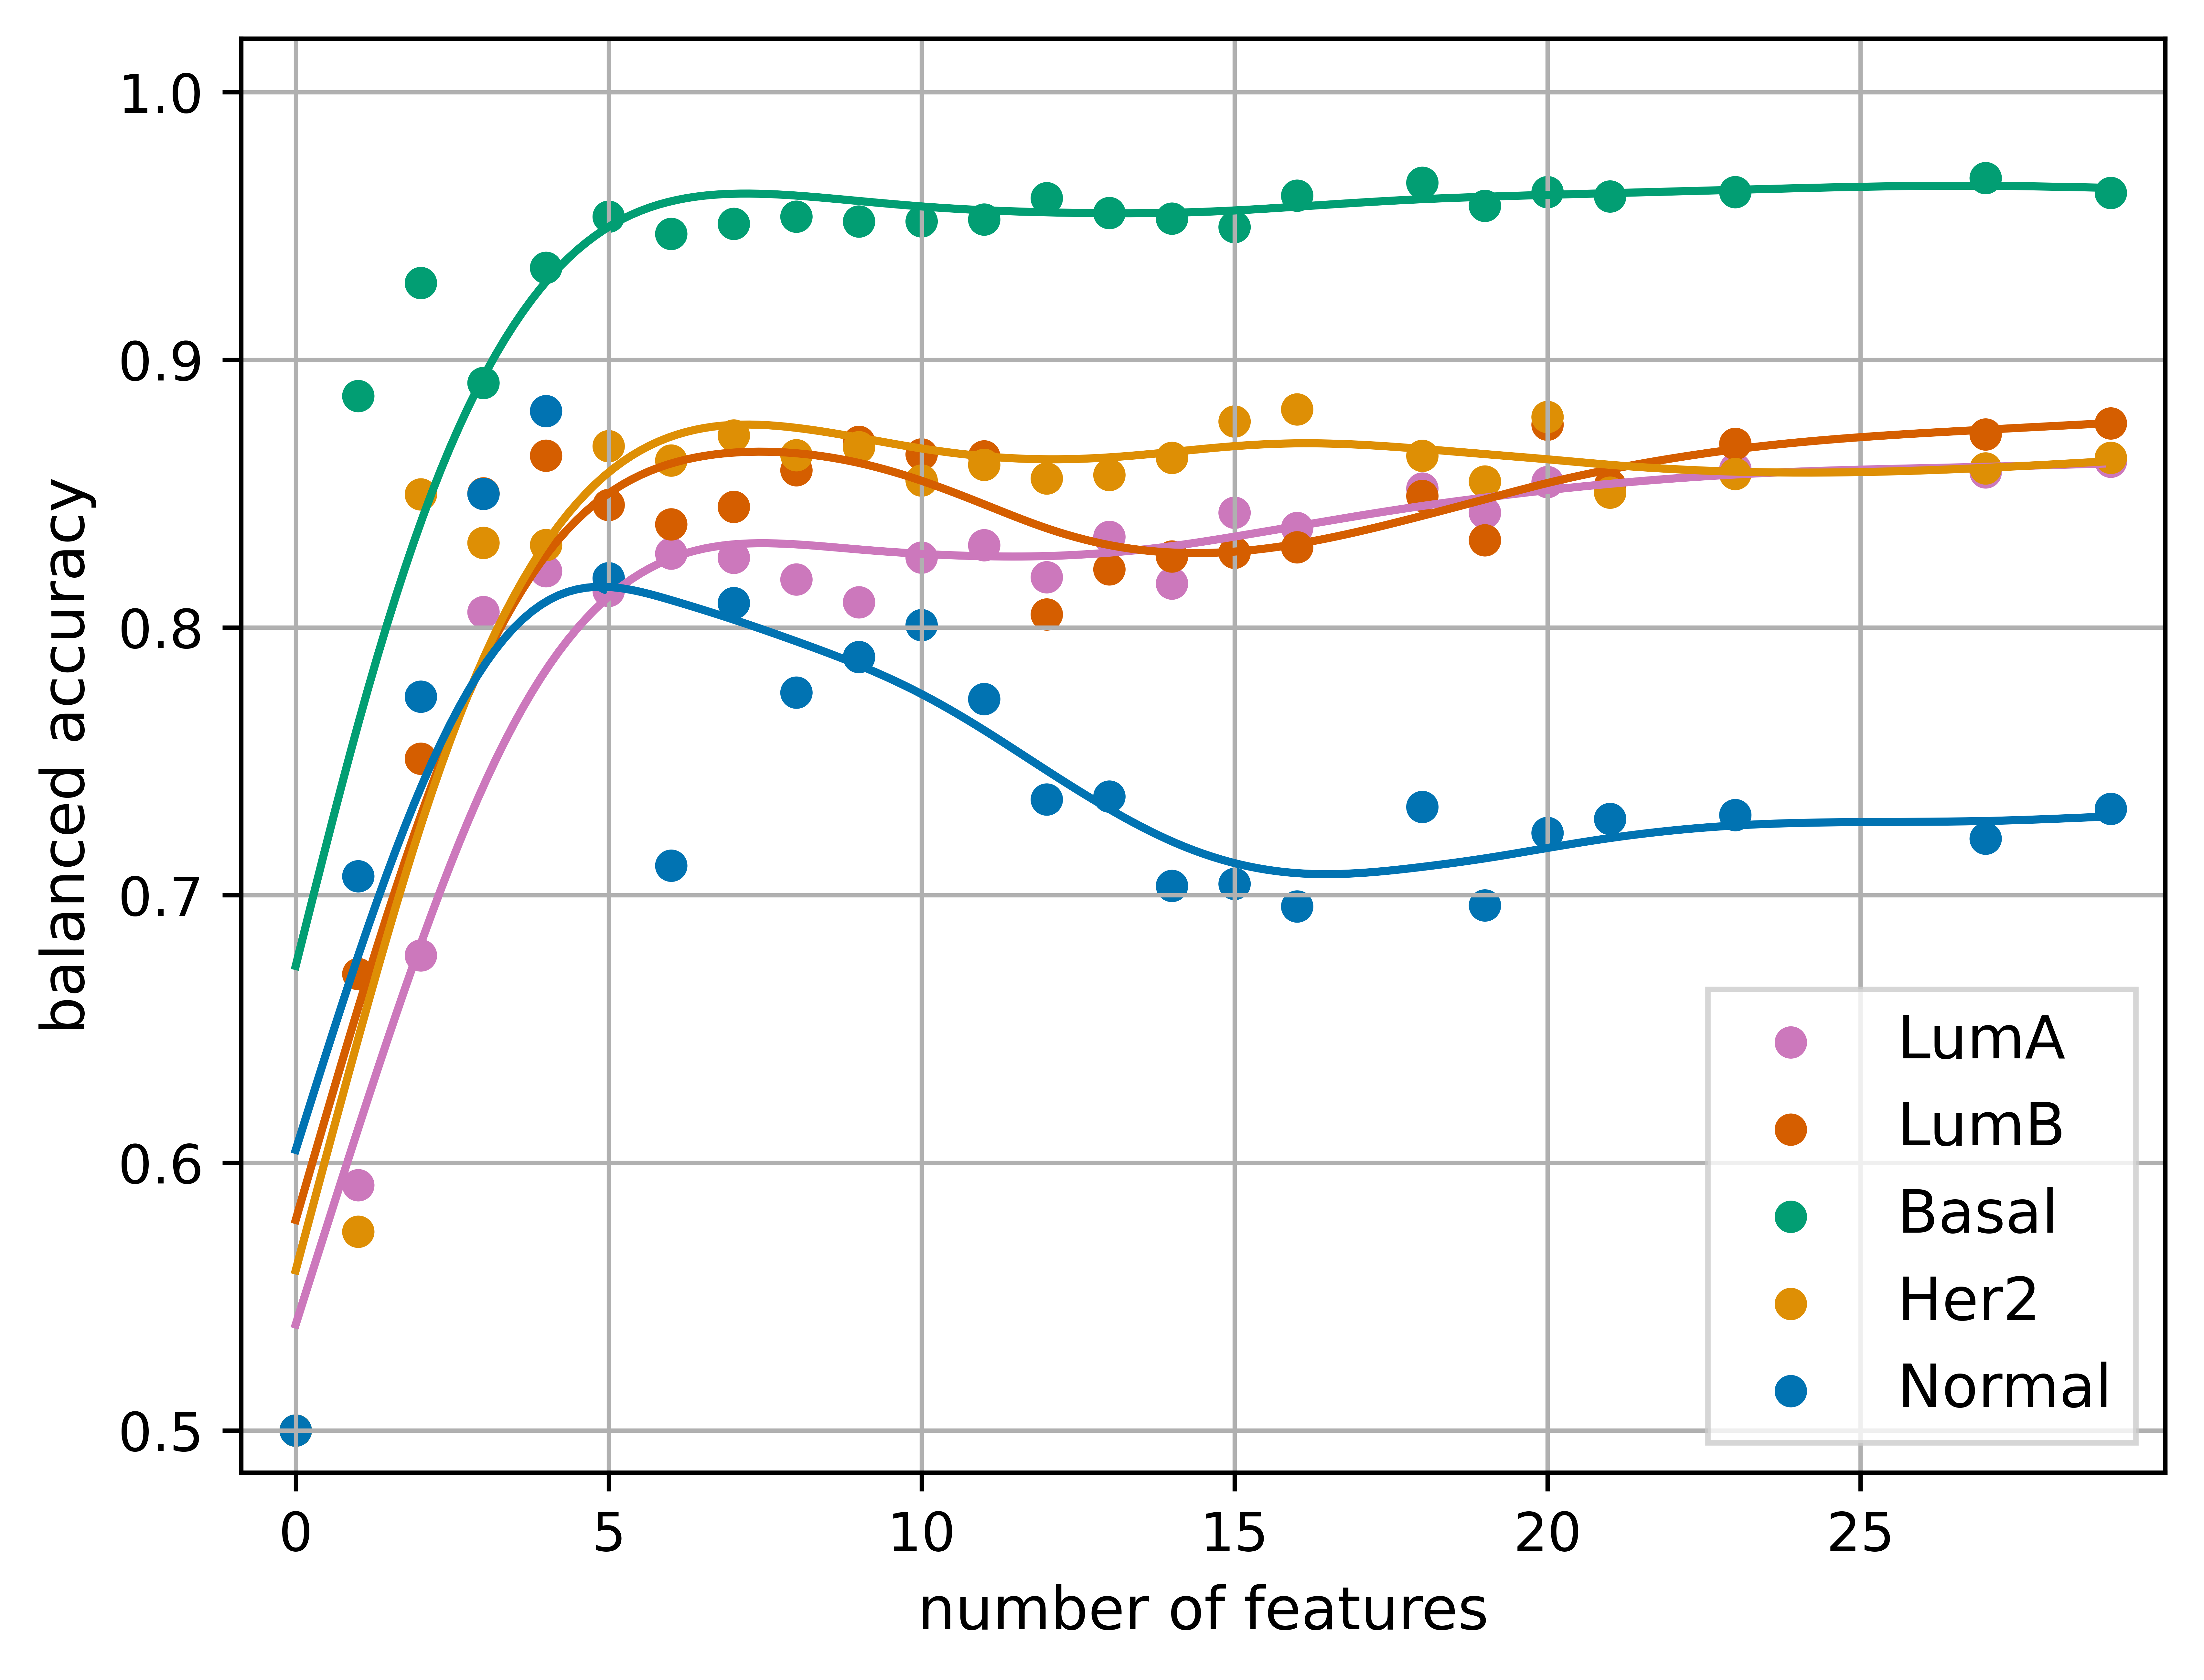 1.0
0.9
0.8
0.7
0.6
0.5
balanced accuracy
0 5 10 15 20 25
number of features
LumA
LumB
Basal
Her2
Normal